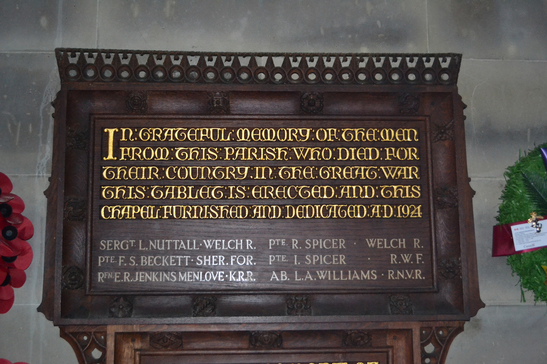 IN·GRATEFUL·MEMORY·OF·THE·MEN
FROM·THIS·PARISH·WHO·DIED·FOR
THEIR·COUNTRY·IN·THE·GREAT·WAR
THIS·TABLET·IS·ERECTED·AND·THIS
CHAPEL·FURNISHED·AND·DEDICATED·A.D.1924
SERGT L.NUTTALL·WELCH R. PTE R. SPICER · WELCH R.
PTE F.S. BECKETT·SHER. FOR. PTE I. SPICER · R.W.F.
RFN E.R.JENKINS MENLOVE·K.R.R. A.B. L.A. WILLIAMS · R.N.V.R.